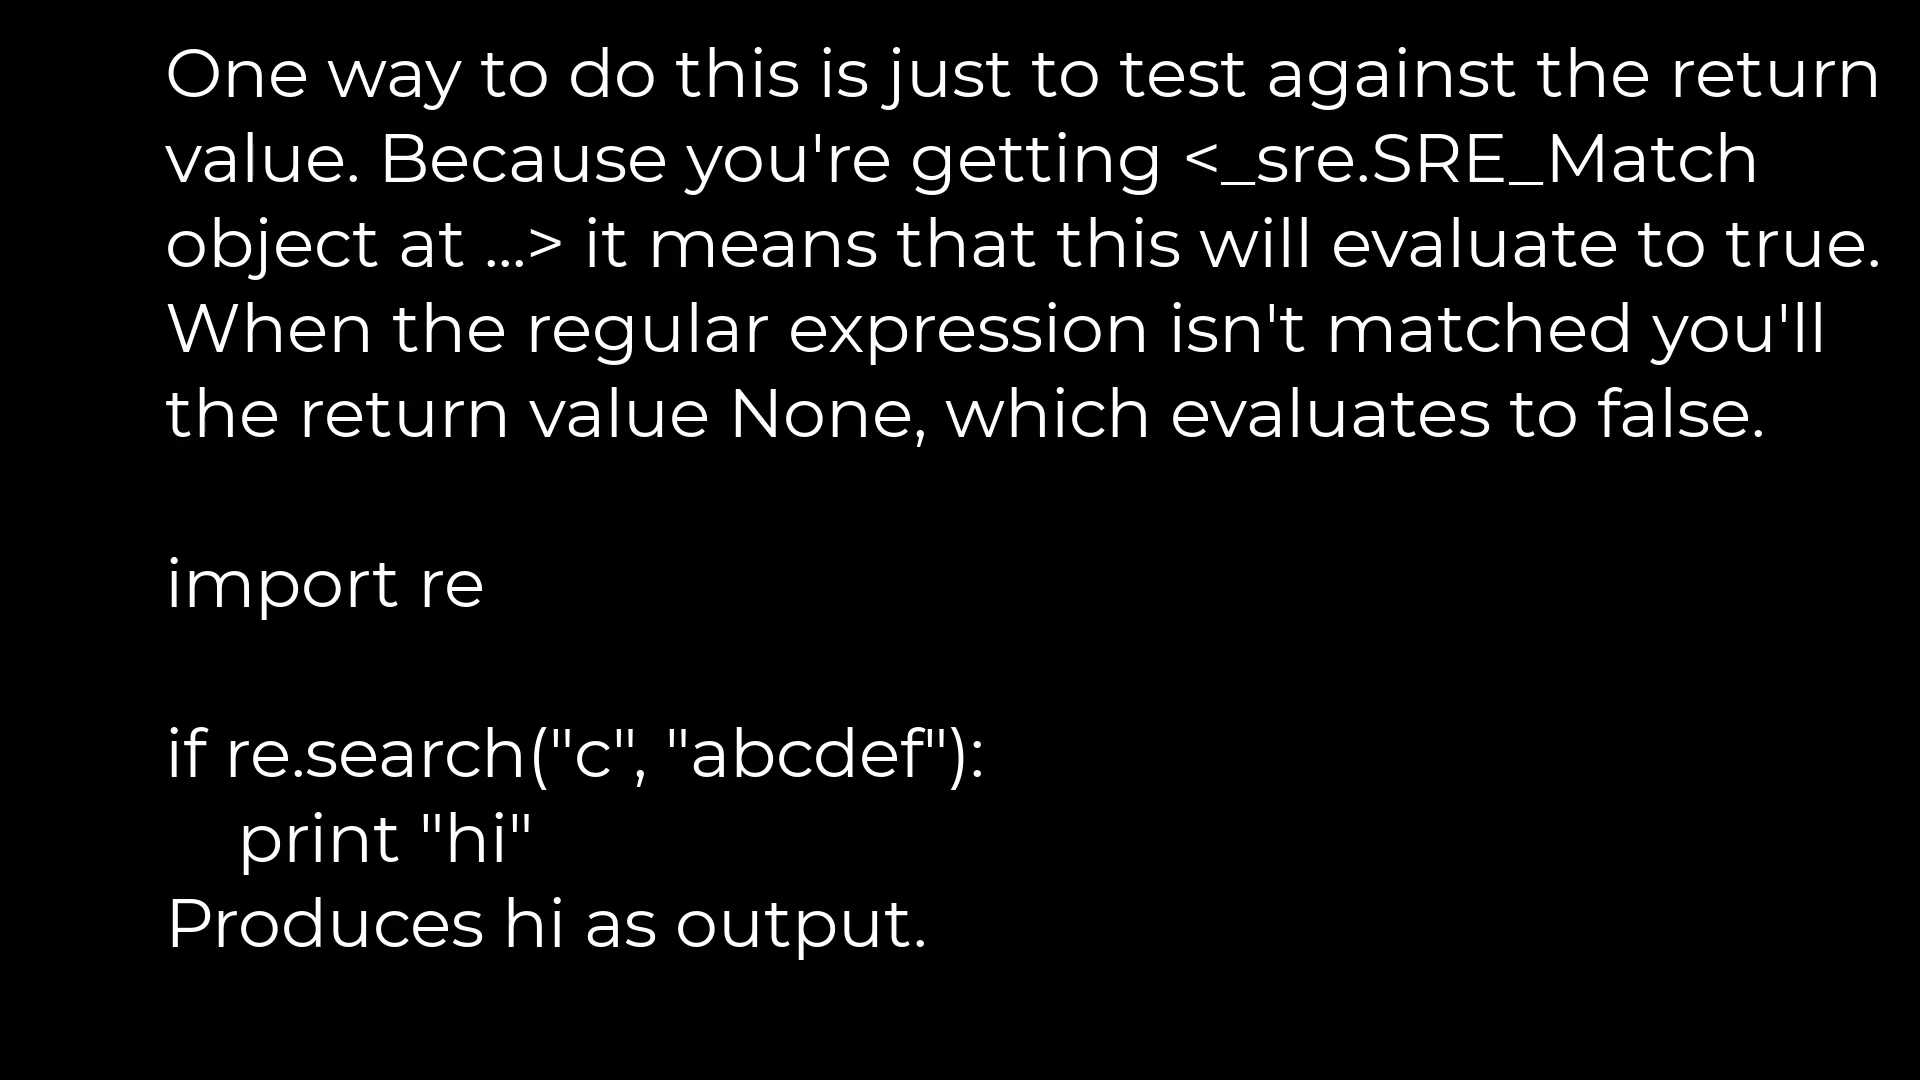 One way to do this is just to test against the return
value. Because you're getting <_sre.SRE_Match
object at ...> it means that this will evaluate to true.
When the regular expression isn't matched you'll
the return value None, which evaluates to false.
import re
if re.search("c", "abcdef"):
    print "hi"
Produces hi as output.